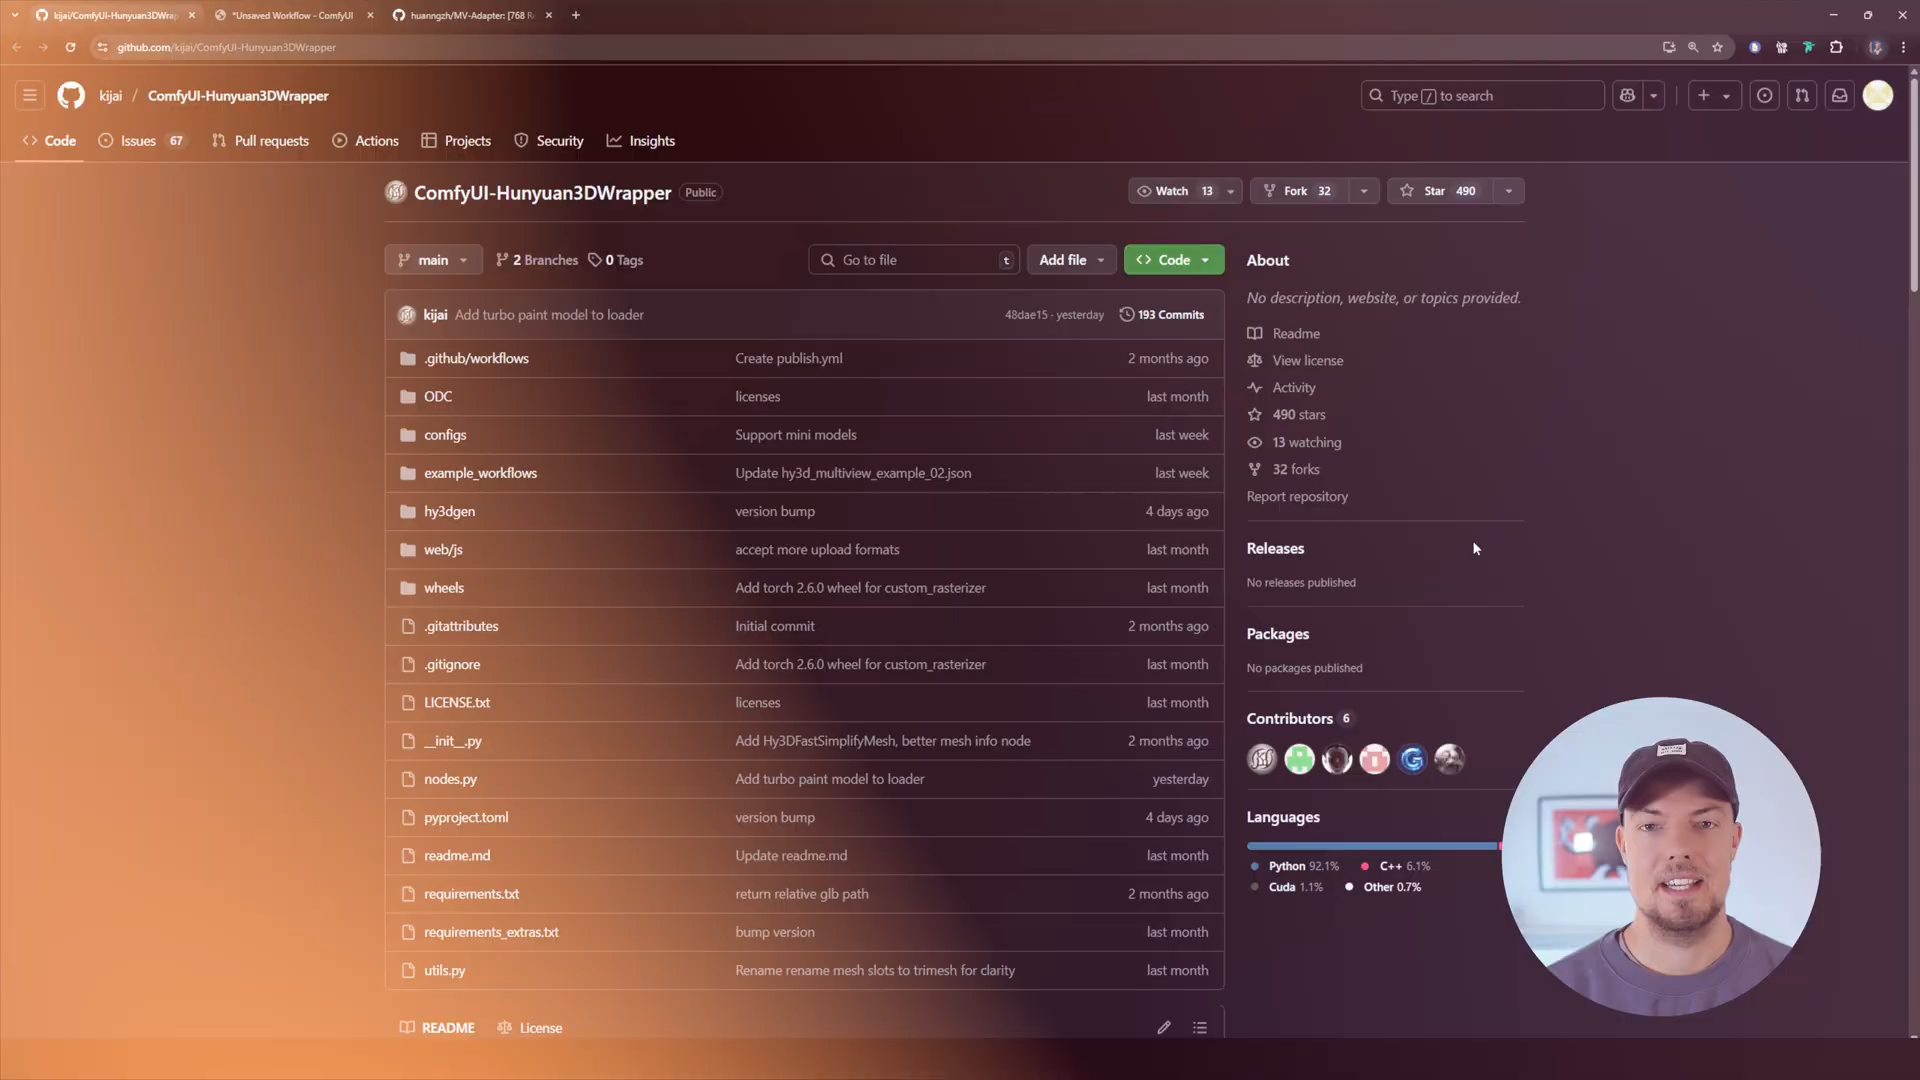 kijai/ComfyUI-Hunyuan3DWrap
*Unsaved Workflow - ComfyUI
huanngzh/MV-Adapter: [768 R
github.com/kijai/ComfyUI-Hunyuan3DWrapper
kijai / ComfyUI-Hunyuan3DWrapper
Type / to search
Code
Issues 67
Pull requests
Actions
Projects
Security
Insights
ComfyUI-Hunyuan3DWrapper Public
Watch 13
Fork 32
Star 490
main
2 Branches
0 Tags
Go to file t
Add file
Code
kijai Add turbo paint model to loader 48dae15 · yesterday 193 Commits
.github/workflows Create publish.yml 2 months ago
ODC licenses last month
configs Support mini models last week
example_workflows Update hy3d_multiview_example_02.json last week
hy3dgen version bump 4 days ago
web/js accept more upload formats last month
wheels Add torch 2.6.0 wheel for custom_rasterizer last month
.gitattributes Initial commit 2 months ago
.gitignore Add torch 2.6.0 wheel for custom_rasterizer last month
LICENSE.txt licenses last month
__init__.py Add Hy3DFastSimplifyMesh, better mesh info node 2 months ago
nodes.py Add turbo paint model to loader yesterday
pyproject.toml version bump 4 days ago
readme.md Update readme.md last month
requirements.txt return relative glb path 2 months ago
requirements_extras.txt bump version last month
utils.py Rename rename mesh slots to trimesh for clarity last month
README
License
About
No description, website, or topics provided.
Readme
View license
Activity
490 stars
13 watching
32 forks
Report repository
Releases
No releases published
Packages
No packages published
Contributors 6
Languages
Python 92.1%
C++ 6.1%
Cuda 1.1%
Other 0.7%